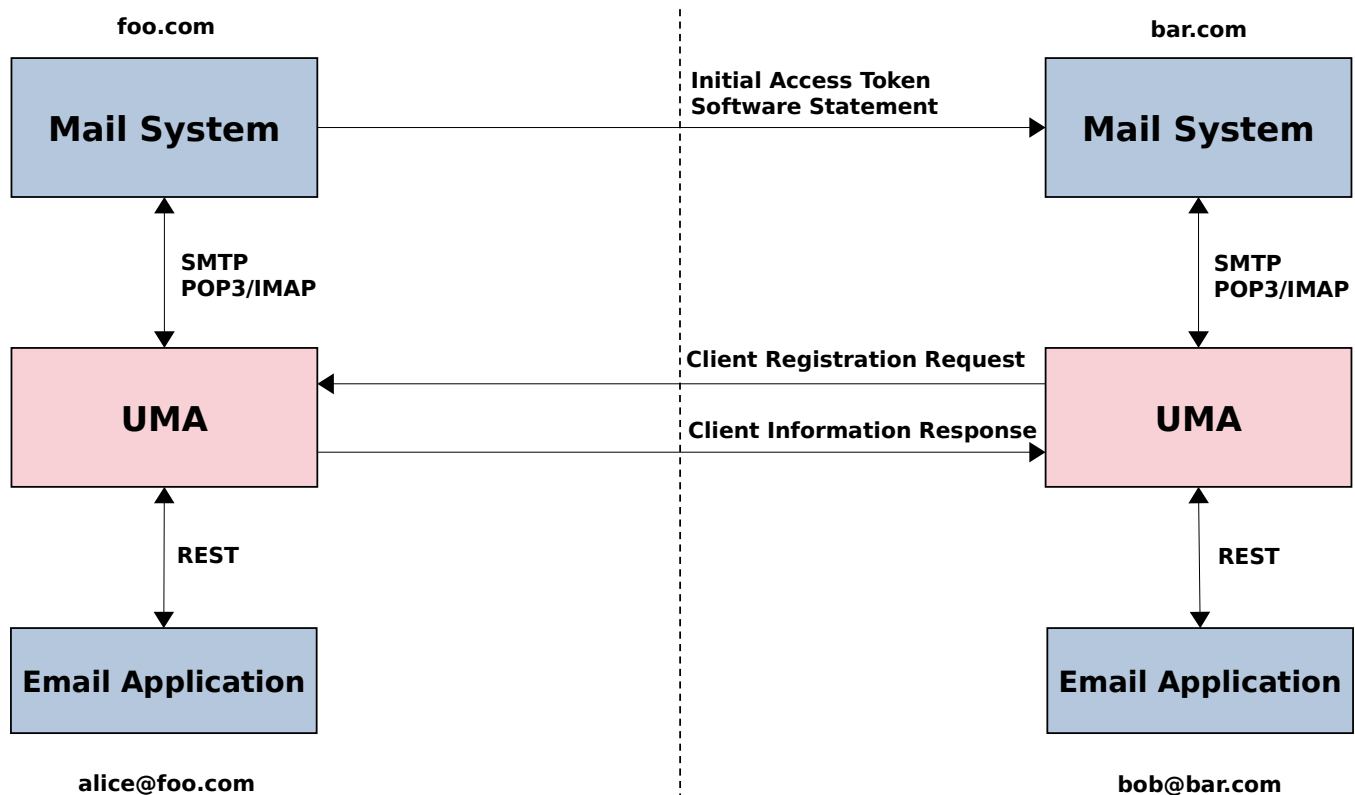 foo.com
bar.com
Initial Access Token
Software Statement
Mail System
Mail System
SMTP
POP3/IMAP
SMTP
POP3/IMAP
Client Registration Request
UMA
UMA
Client Information Response
REST
REST
Email Application
Email Application
alice@foo.com
bob@bar.com